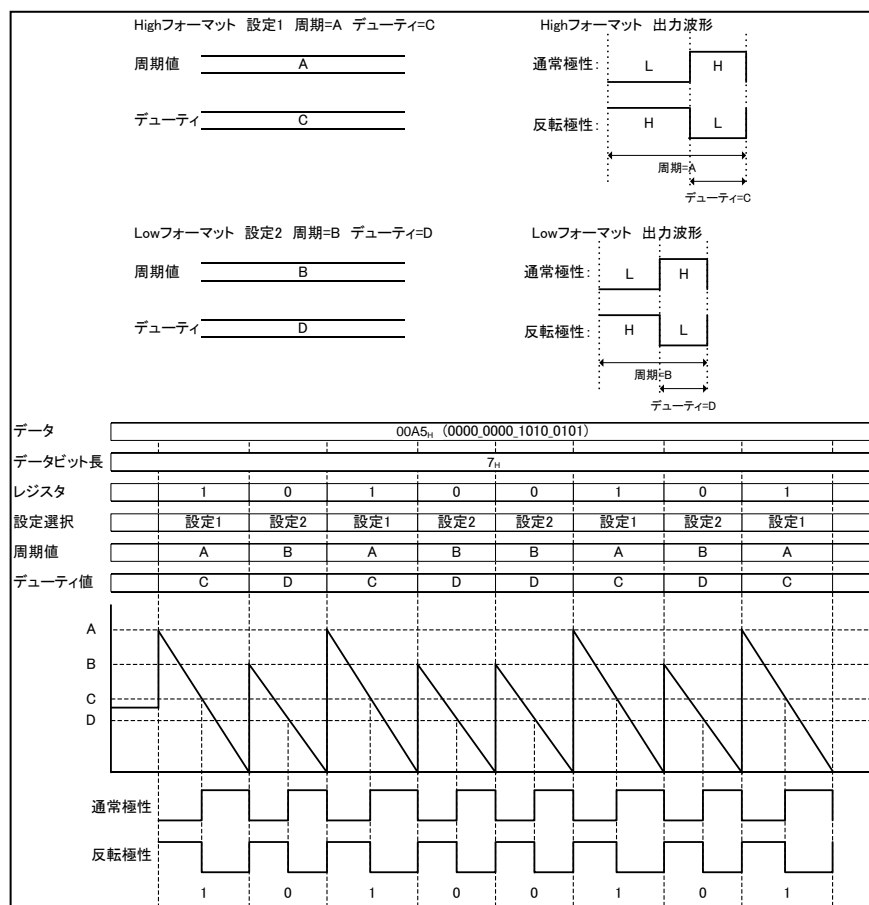 Highフォーマット 設定1 周期=A デューティ=C
周期値 A
デューティ C
Highフォーマット 出力波形
通常極性: L H
反転極性: H L
周期=A
デューティ=C
Lowフォーマット 設定2 周期=B デューティ=D
周期値 B
デューティ D
Lowフォーマット 出力波形
通常極性: L H
反転極性: H L
周期=B
デューティ=D
データ 00A5H (0000_0000_1010_0101)
データビット長 7H
レジスタ 1 0 1 0 0 1 0 1
設定選択 設定1 設定2 設定1 設定2 設定2 設定1 設定2 設定1
周期値 A B A B B A B A
デューティ値 C D C D D C D C
A
B
C
D
通常極性
反転極性
1 0 1 0 0 1 0 1